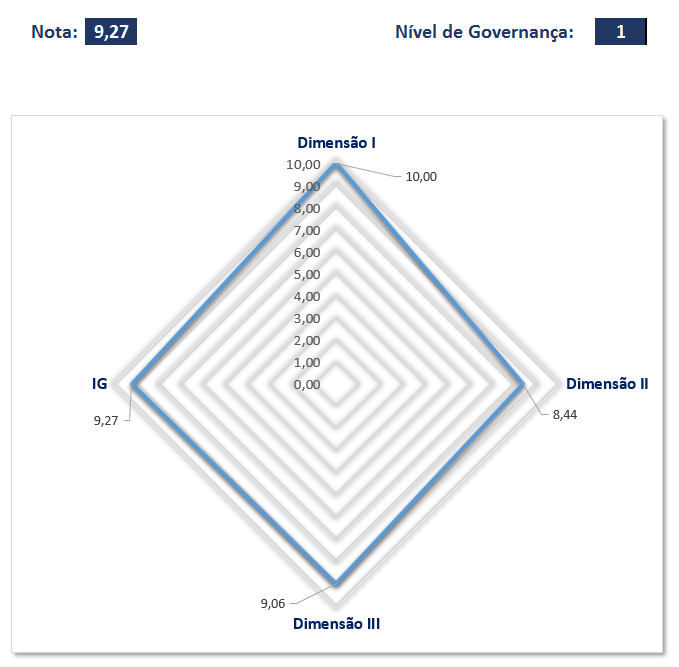 Nota: 9,27
Nível de Governança: 1
Dimensão I
10,00
10,00
9,00
8,00
7,00
6,00
5,00
4,00
3,00
2,00
1,00
0,00
IG
Dimensão II
9,27
8,44
9,06
Dimensão III